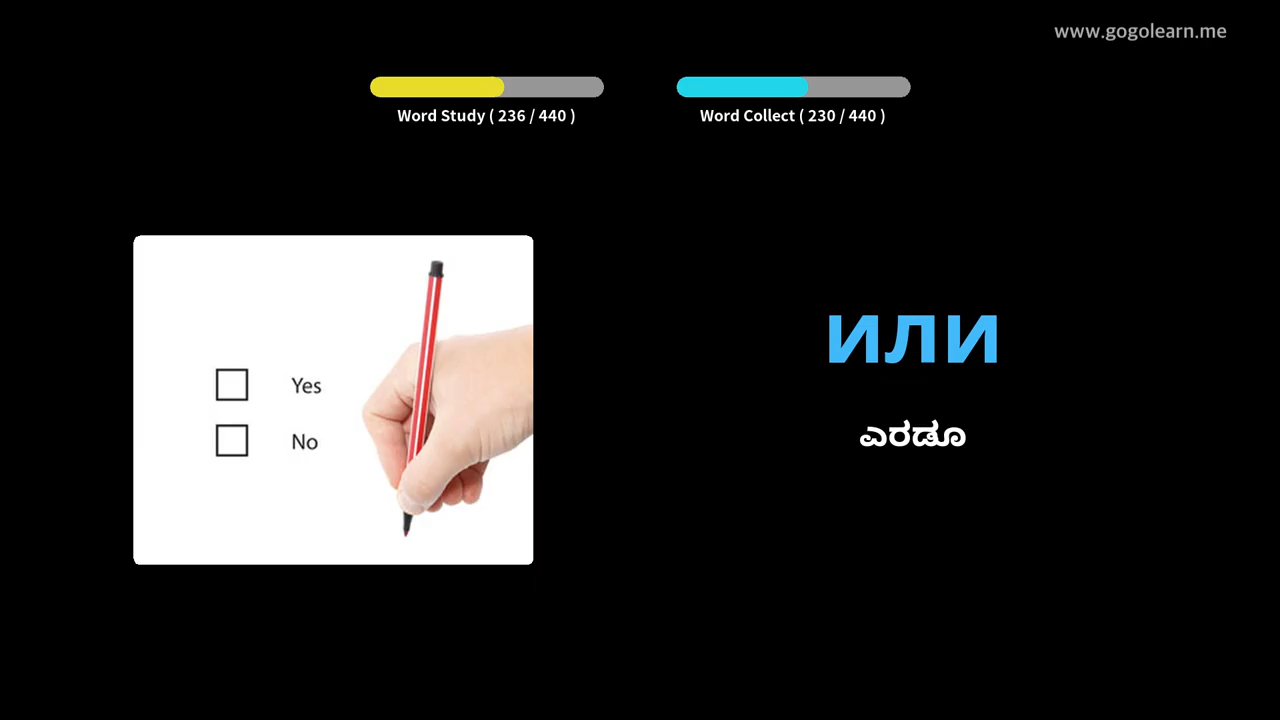 www.gogolearn.me
Word Study ( 236 / 440 )
Word Collect ( 230 / 440 )
Yes
No
или
ಎರಡೂ